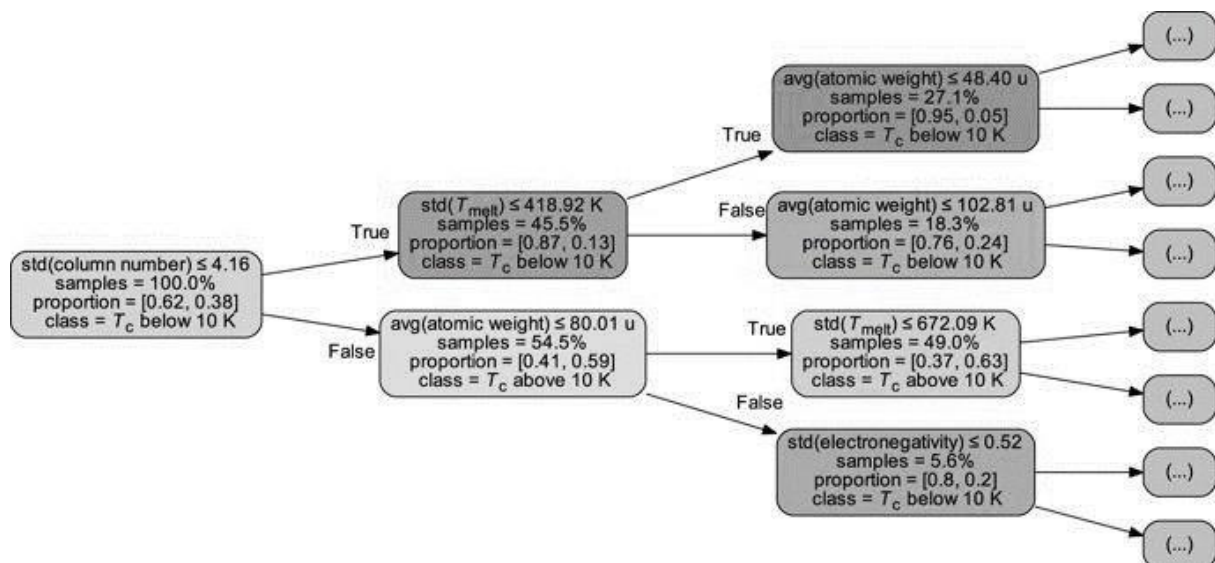 std(column number) ≤ 4.16
samples = 100.0%
proportion = [0.62, 0.38]
class = Tc below 10 K
True
False
std(Tmelt) ≤ 418.92 K
samples = 45.5%
proportion = [0.87, 0.13]
class = Tc below 10 K
avg(atomic weight) ≤ 80.01 u
samples = 54.5%
proportion = [0.41, 0.59]
class = Tc above 10 K
True
False
True
False
avg(atomic weight) ≤ 48.40 u
samples = 27.1%
proportion = [0.95, 0.05]
class = Tc below 10 K
avg(atomic weight) ≤ 102.81 u
samples = 18.3%
proportion = [0.76, 0.24]
class = Tc below 10 K
std(Tmelt) ≤ 672.09 K
samples = 49.0%
proportion = [0.37, 0.63]
class = Tc above 10 K
std(electronegativity) ≤ 0.52
samples = 5.6%
proportion = [0.8, 0.2]
class = Tc below 10 K
(...)
(...)
(...)
(...)
(...)
(...)
(...)
(...)